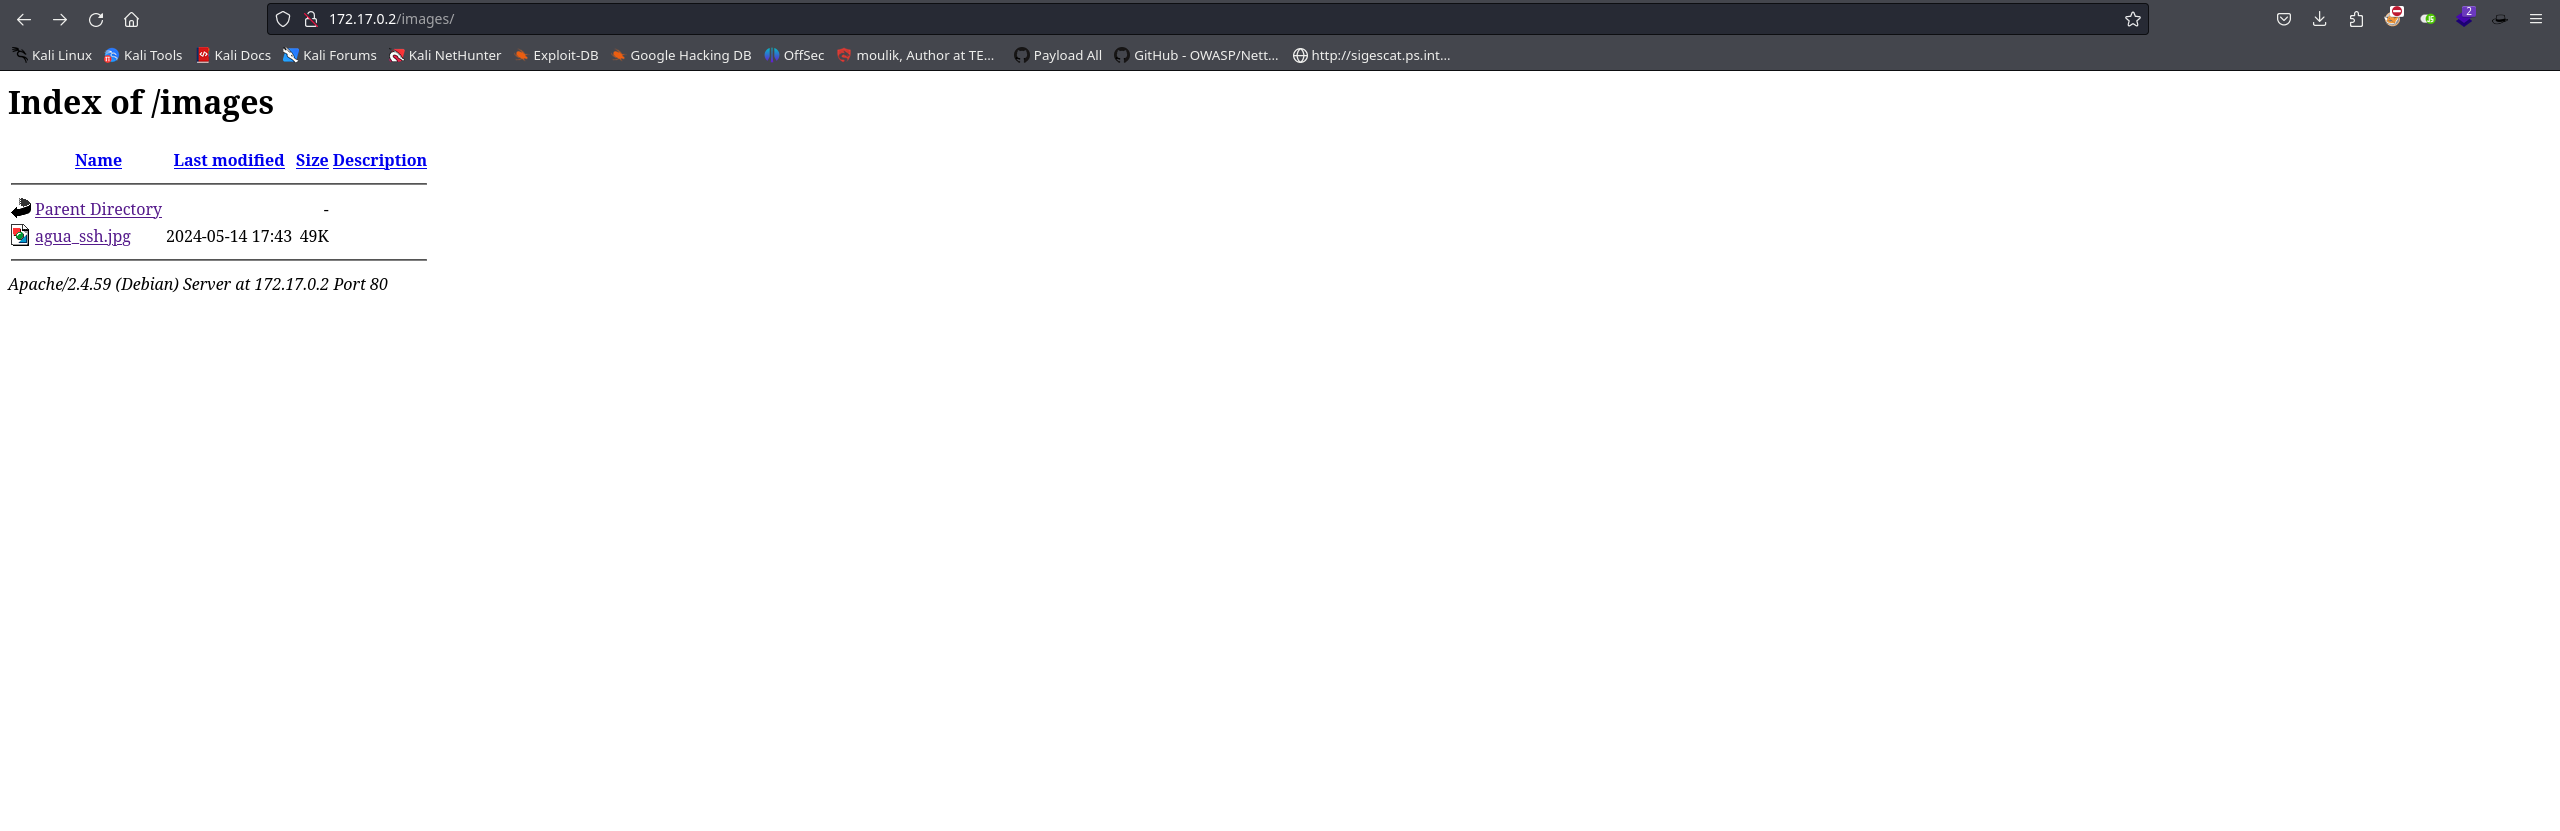 172.17.0.2/images/
2
Kali Linux Kali Tools Kali Docs Kali Forums Kali NetHunter Exploit-DB Google Hacking DB OffSec moulik, Author at TE... Payload All GitHub - OWASP/Nett... http://sigescat.ps.int...
Index of /images
Name Last modified Size Description
Parent Directory -
agua_ssh.jpg 2024-05-14 17:43 49K
Apache/2.4.59 (Debian) Server at 172.17.0.2 Port 80